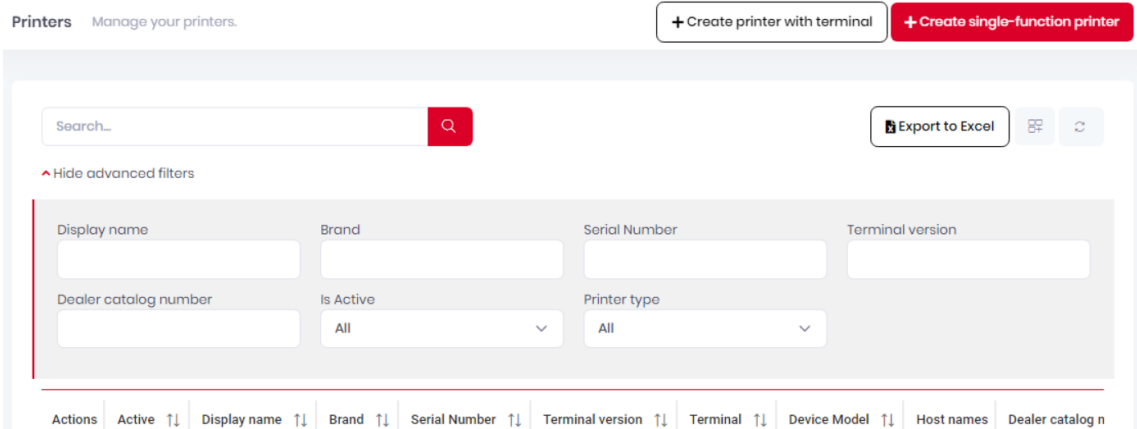 Printers Manage your printers. + Create printer with terminal + Create single-function printer
Search... Export to Excel
Hide advanced filters
Display name Brand Serial Number Terminal version
Dealer catalog number Is Active Printer type
All All
Actions Active Display name Brand Serial Number Terminal version Terminal Device Model Host names Dealer catalog n